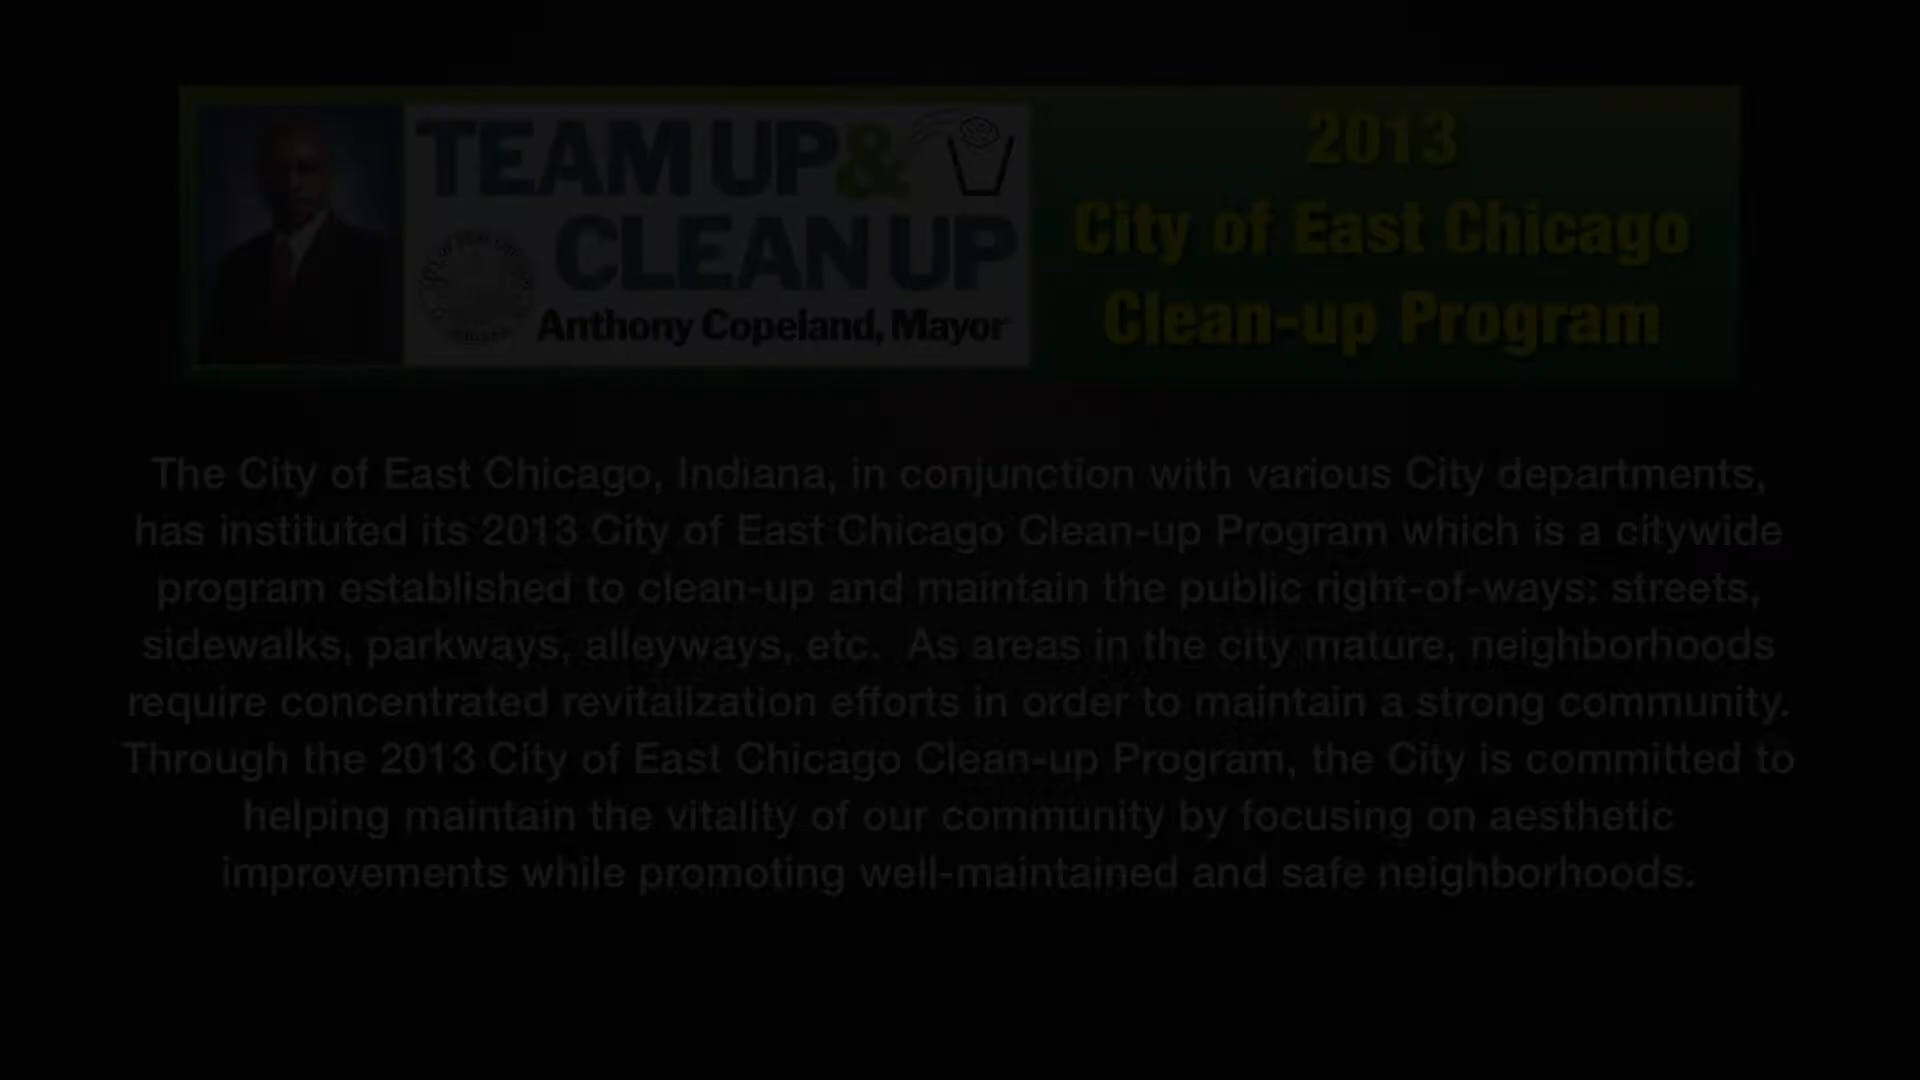 TEAM UP &
CLEAN UP
Anthony Copeland, Mayor
2013
City of East Chicago
Clean-up Program
The City of East Chicago, Indiana, in conjunction with various City departments,
has instituted its 2013 City of East Chicago Clean-up Program which is a citywide
program established to clean-up and maintain the public right-of-ways: streets,
sidewalks, parkways, alleyways, etc.  As areas in the city mature, neighborhoods
require concentrated revitalization efforts in order to maintain a strong community.
Through the 2013 City of East Chicago Clean-up Program, the City is committed to
helping maintain the vitality of our community by focusing on aesthetic
improvements while promoting well-maintained and safe neighborhoods.